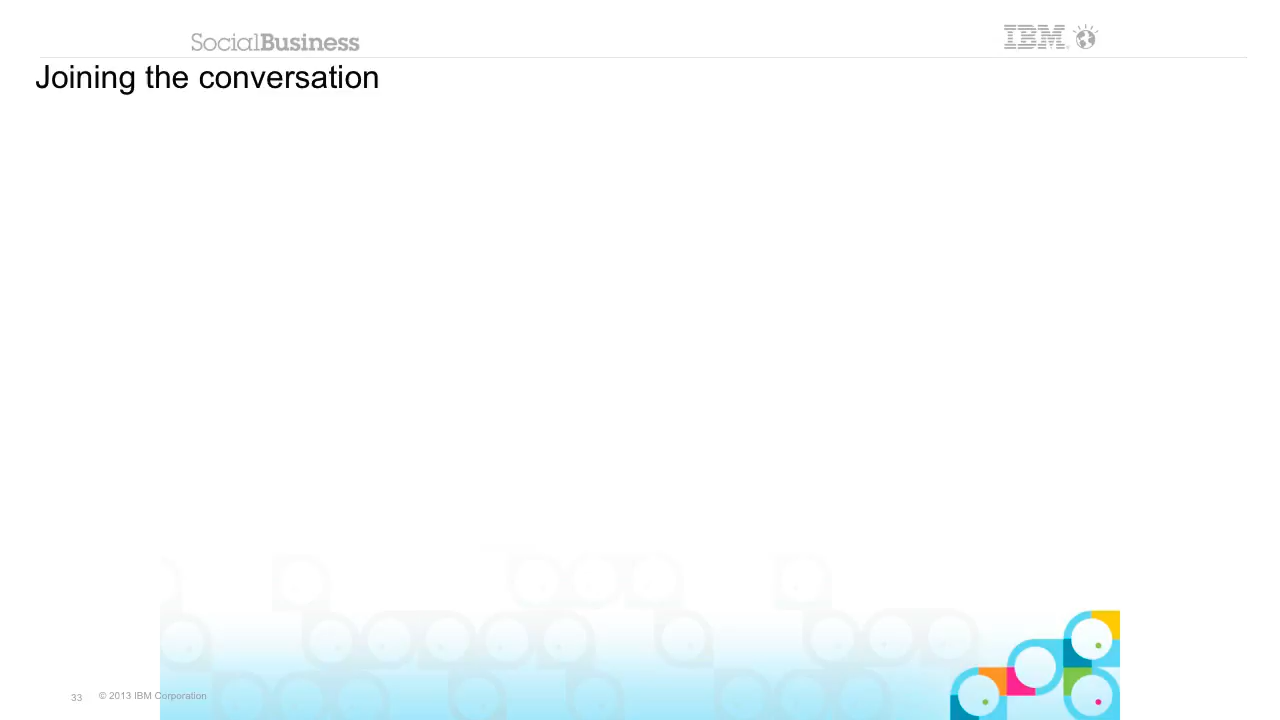 SocialBusiness
IBM
Joining the conversation
33
© 2013 IBM Corporation